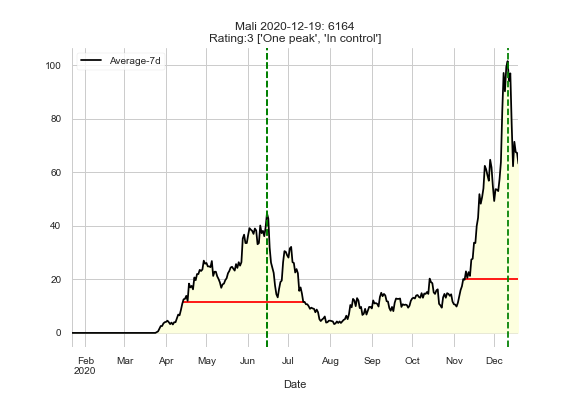 Mali 2020-12-19: 6164
Rating:3 ['One peak', 'In control']
Average-7d
100
80
60
40
20
0
Feb Mar Apr May Jun Jul Aug Sep Oct Nov Dec
2020
Date